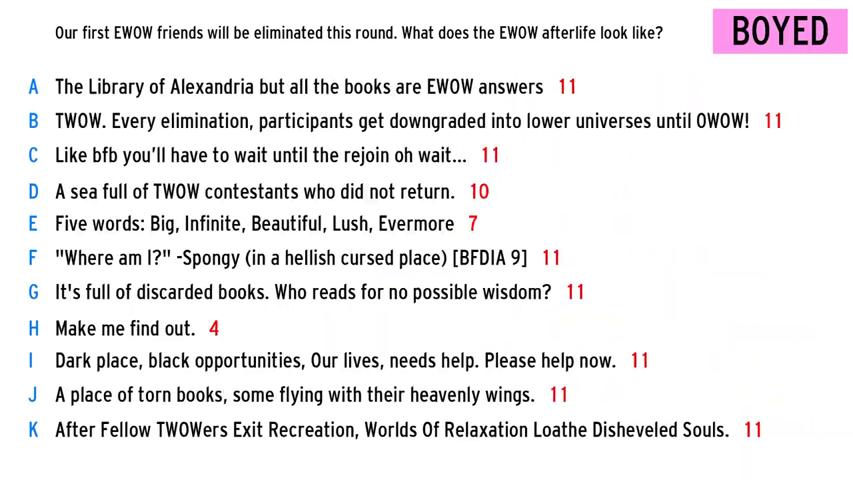 Our first EWOW friends will be eliminated this round. What does the EWOW afterlife look like?
BOYED
A The Library of Alexandria but all the books are EWOW answers 11
B TWOW. Every elimination, participants get downgraded into lower universes until OWOW! 11
C Like bfb you'll have to wait until the rejoin oh wait... 11
D A sea full of TWOW contestants who did not return. 10
E Five words: Big, Infinite, Beautiful, Lush, Evermore 7
F "Where am I?" -Spongy (in a hellish cursed place) [BFDIA 9] 11
G It's full of discarded books. Who reads for no possible wisdom? 11
H Make me find out. 4
I Dark place, black opportunities, Our lives, needs help. Please help now. 11
J A place of torn books, some flying with their heavenly wings. 11
K After Fellow TWOWers Exit Recreation, Worlds Of Relaxation Loathe Disheveled Souls. 11